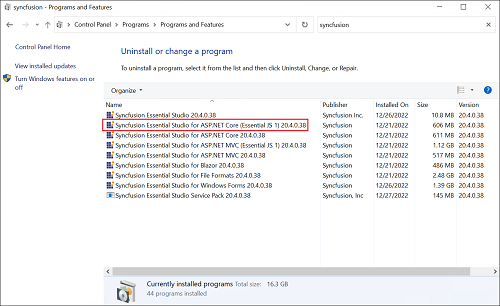 syncfusion - Programs and Features
Control Panel > Programs > Programs and Features
syncfusion
Control Panel Home
View installed updates
Turn Windows features on or off
Uninstall or change a program
To uninstall a program, select it from the list and then click Uninstall, Change, or Repair.
Organize
Name Publisher Installed On Size Version
Syncfusion Essential Studio 20.4.0.38 Syncfusion Inc. 12/26/2022 10.8 MB 20.4.0.38
Syncfusion Essential Studio for ASP.NET Core (Essential JS 1) 20.4.0.38 Syncfusion 12/21/2022 606 MB 20.4.0.38
Syncfusion Essential Studio for ASP.NET Core 20.4.0.38 Syncfusion 12/21/2022 611 MB 20.4.0.38
Syncfusion Essential Studio for ASP.NET MVC (Essential JS 1) 20.4.0.38 Syncfusion 12/21/2022 1.12 GB 20.4.0.38
Syncfusion Essential Studio for ASP.NET MVC 20.4.0.38 Syncfusion 12/21/2022 517 MB 20.4.0.38
Syncfusion Essential Studio for Blazor 20.4.0.38 Syncfusion 12/26/2022 486 MB 20.4.0.38
Syncfusion Essential Studio for File Formats 20.4.0.38 Syncfusion 12/21/2022 2.48 GB 20.4.0.38
Syncfusion Essential Studio for Windows Forms 20.4.0.38 Syncfusion 12/26/2022 1.39 GB 20.4.0.38
Syncfusion Essential Studio Service Pack 20.4.0.38 Syncfusion, Inc 12/27/2022 145 MB 20.4.0.38
Currently installed programs Total size: 16.3 GB
44 programs installed